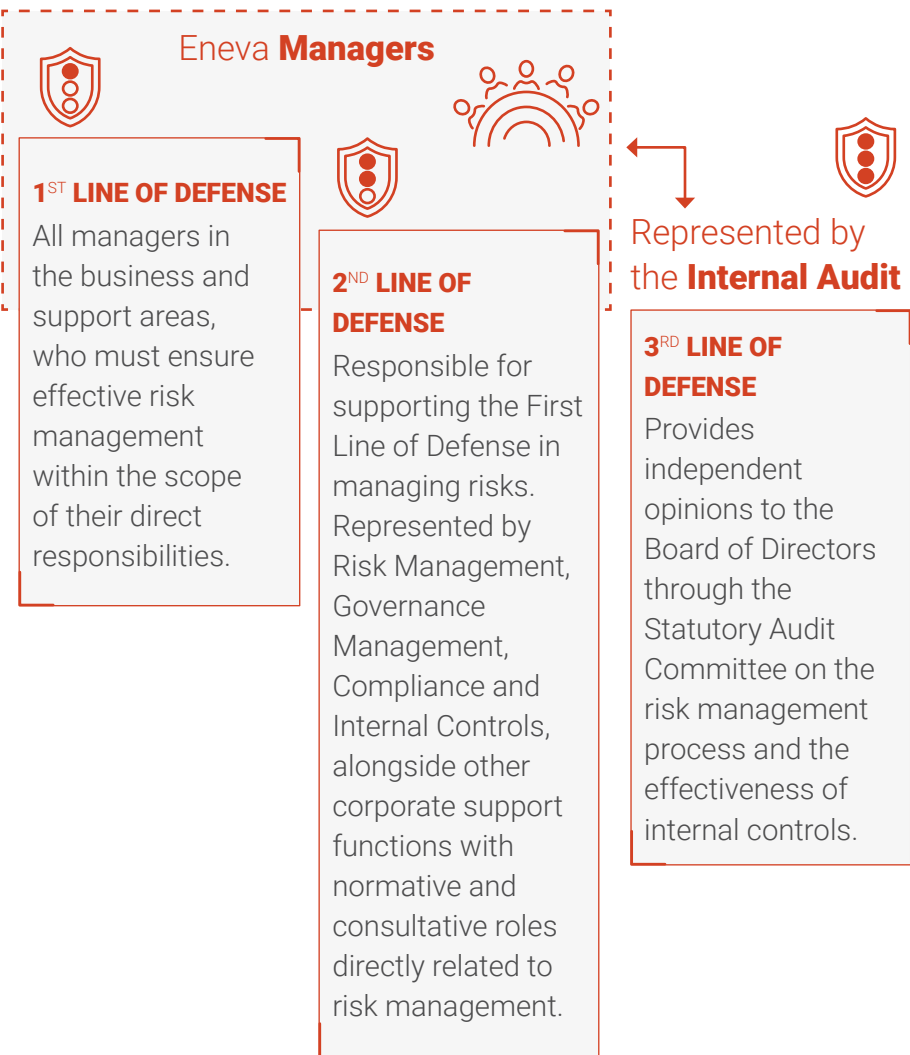 Eneva Managers
1ST LINE OF DEFENSE
All managers in
the business and
support areas,
who must ensure
effective risk
management
within the scope
of their direct
responsibilities.
2ND LINE OF
DEFENSE
Responsible for
supporting the First
Line of Defense in
managing risks.
Represented by
Risk Management,
Governance
Management,
Compliance and
Internal Controls,
alongside other
corporate support
functions with
normative and
consultative roles
directly related to
risk management.
Represented by
the Internal Audit
3RD LINE OF
DEFENSE
Provides
independent
opinions to the
Board of Directors
through the
Statutory Audit
Committee on the
risk management
process and the
effectiveness of
internal controls.